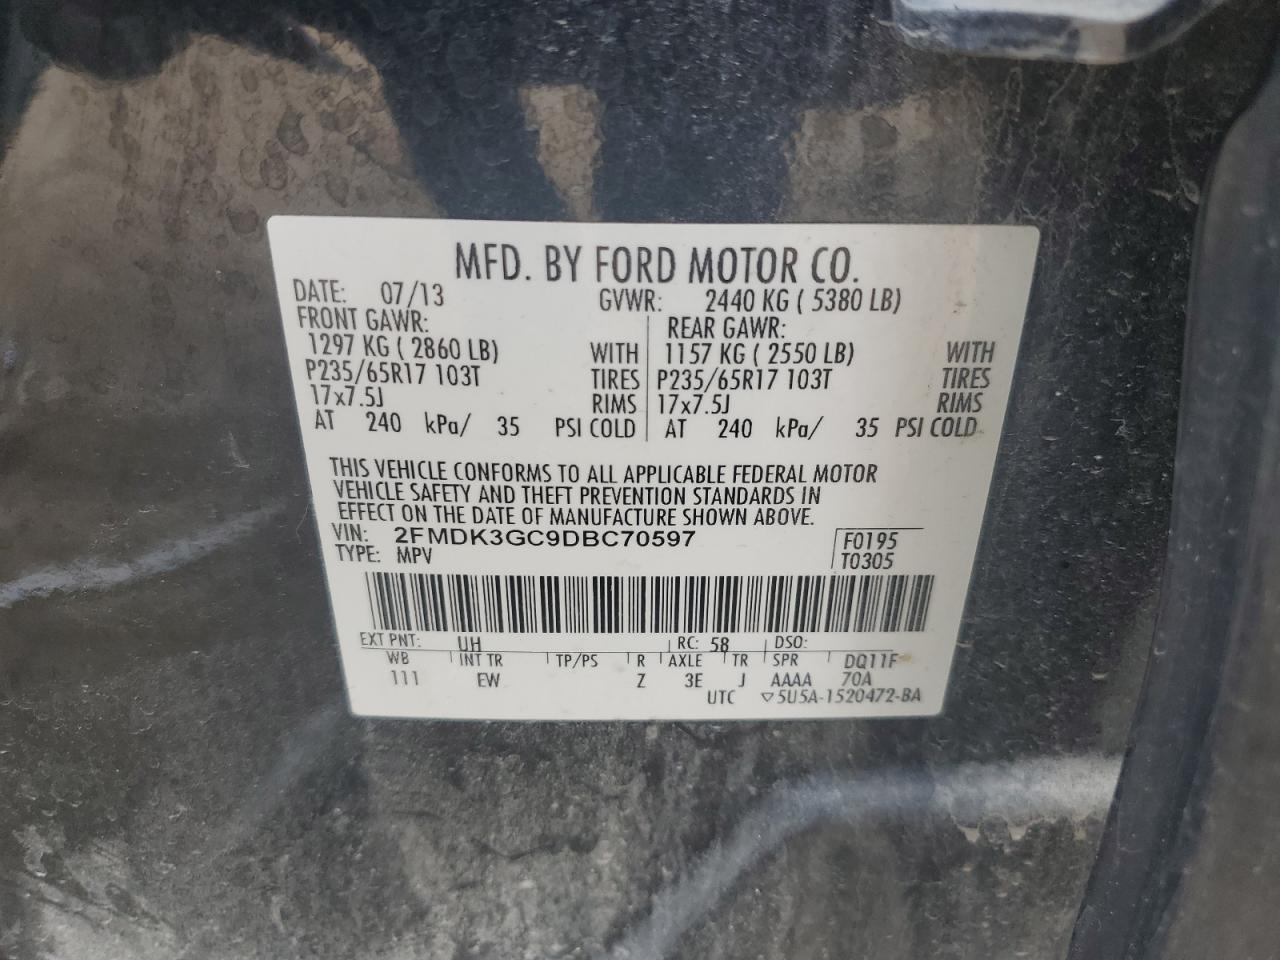 MFD. BY FORD MOTOR CO.
DATE: 07/13 GVWR: 2440 KG ( 5380 LB)
FRONT GAWR: REAR GAWR:
1297 KG ( 2860 LB) WITH 1157 KG ( 2550 LB) WITH
P235/65R17 103T TIRES P235/65R17 103T TIRES
17x7.5J RIMS 17x7.5J RIMS
AT 240 kPa/ 35 PSI COLD AT 240 kPa/ 35 PSI COLD
THIS VEHICLE CONFORMS TO ALL APPLICABLE FEDERAL MOTOR
VEHICLE SAFETY AND THEFT PREVENTION STANDARDS IN
EFFECT ON THE DATE OF MANUFACTURE SHOWN ABOVE.
VIN: 2FMDK3GC9DBC70597 F0195
TYPE: MPV T0305
EXT PNT: UH RC: 58 DSO:
WB INT TR TP/PS R AXLE TR SPR DQ11F
111 EW Z 3E J AAAA 70A
UTC ▽5U5A-1520472-BA